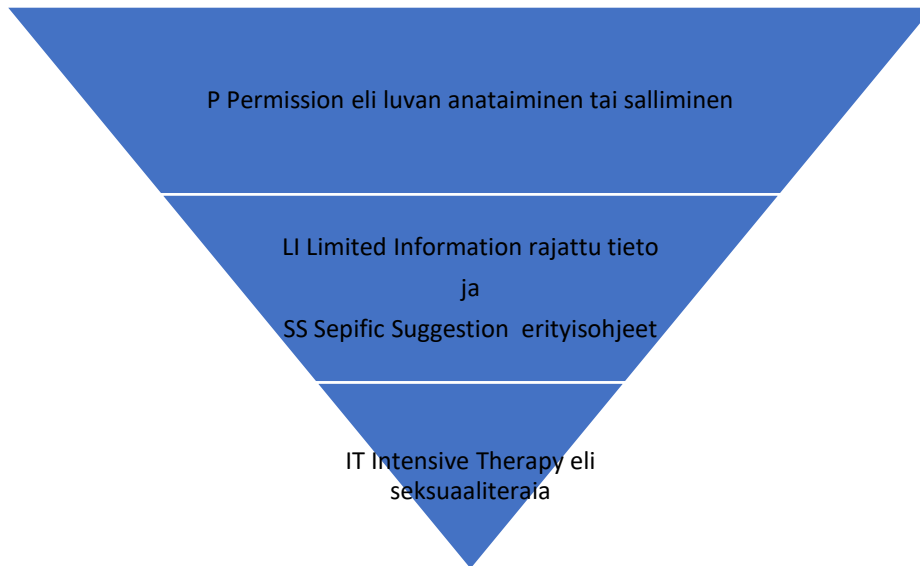 P Permission eli luvan anataiminen tai salliminen
LI Limited Information rajattu tieto
ja
SS Sepific Suggestion erityisohjeet
IT Intensive Therapy eli
seksuaaliteraia